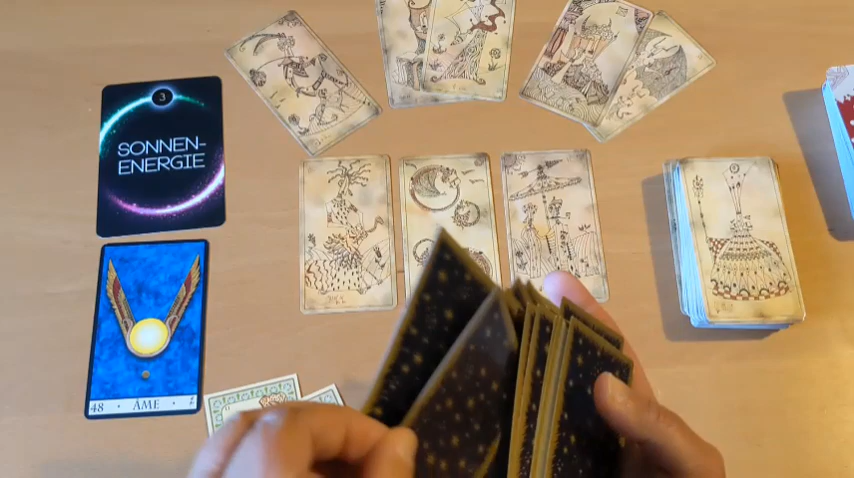 3
SONNEN-
ENERGIE
48 • ÂME •